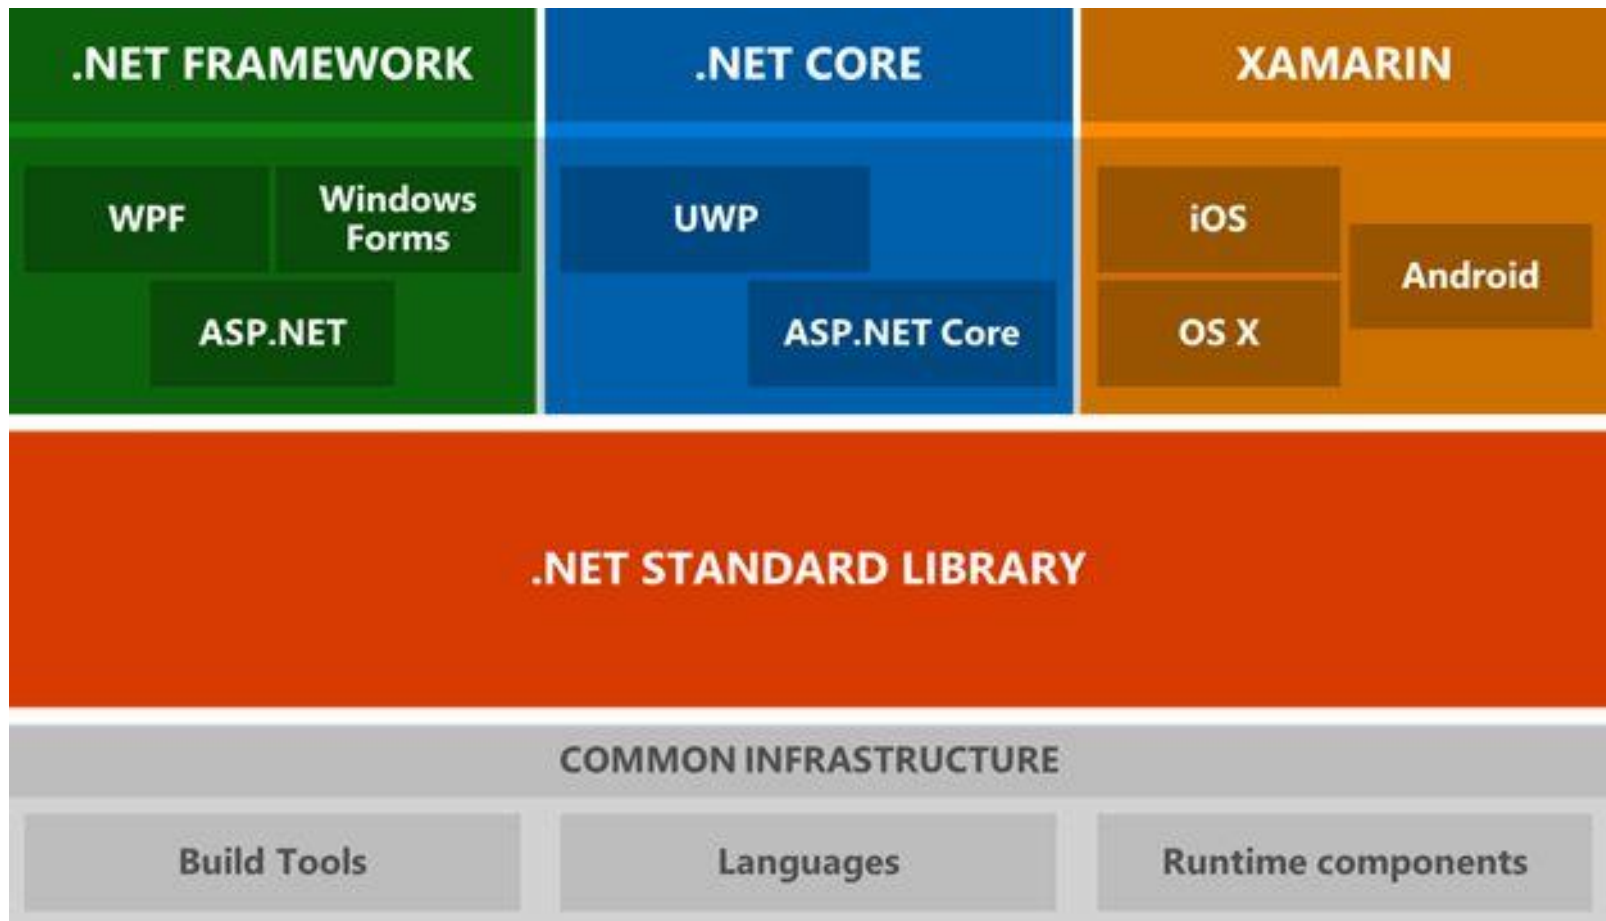 .NET FRAMEWORK
.NET CORE
XAMARIN
WPF
Windows
Forms
ASP.NET
UWP
ASP.NET Core
iOS
Android
OS X
.NET STANDARD LIBRARY
COMMON INFRASTRUCTURE
Build Tools
Languages
Runtime components